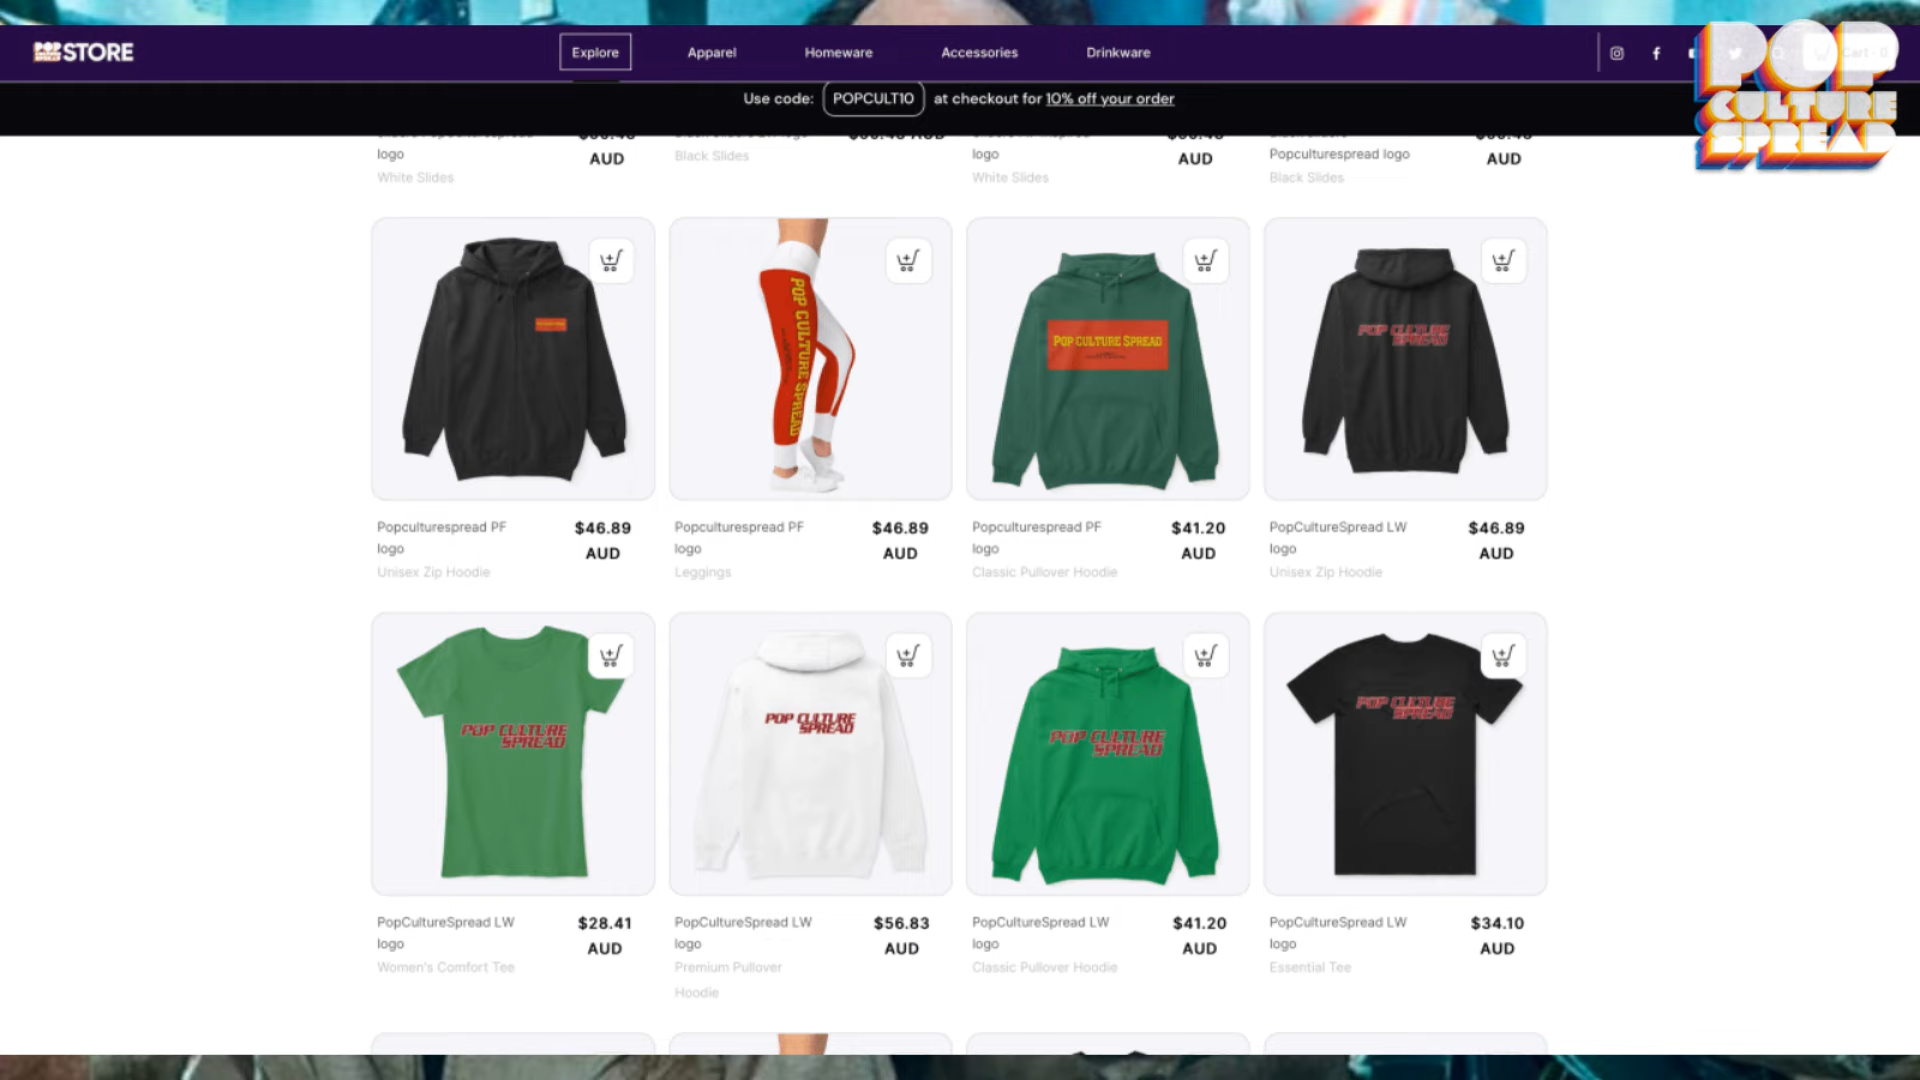 POP CULTURE SPREAD STORE
Explore
Apparel
Homeware
Accessories
Drinkware
Cart - 0
POP
CULTURE
SPREAD
Use code: POPCULT10 at checkout for 10% off your order
logo
AUD
White Slides
Black Slides
logo
AUD
White Slides
Popculturespread logo
AUD
Black Slides
POP CULTURE SPREAD
POP CULTURE SPREAD
POP CULTURE
SPREAD
Popculturespread PF
logo
$46.89
AUD
Unisex Zip Hoodie
Popculturespread PF
logo
$46.89
AUD
Leggings
Popculturespread PF
logo
$41.20
AUD
Classic Pullover Hoodie
PopCultureSpread LW
logo
$46.89
AUD
Unisex Zip Hoodie
POP CULTURE
SPREAD
POP CULTURE
SPREAD
POP CULTURE
SPREAD
POP CULTURE
SPREAD
PopCultureSpread LW
logo
$28.41
AUD
Women's Comfort Tee
PopCultureSpread LW
logo
$56.83
AUD
Premium Pullover
Hoodie
PopCultureSpread LW
logo
$41.20
AUD
Classic Pullover Hoodie
PopCultureSpread LW
logo
$34.10
AUD
Essential Tee